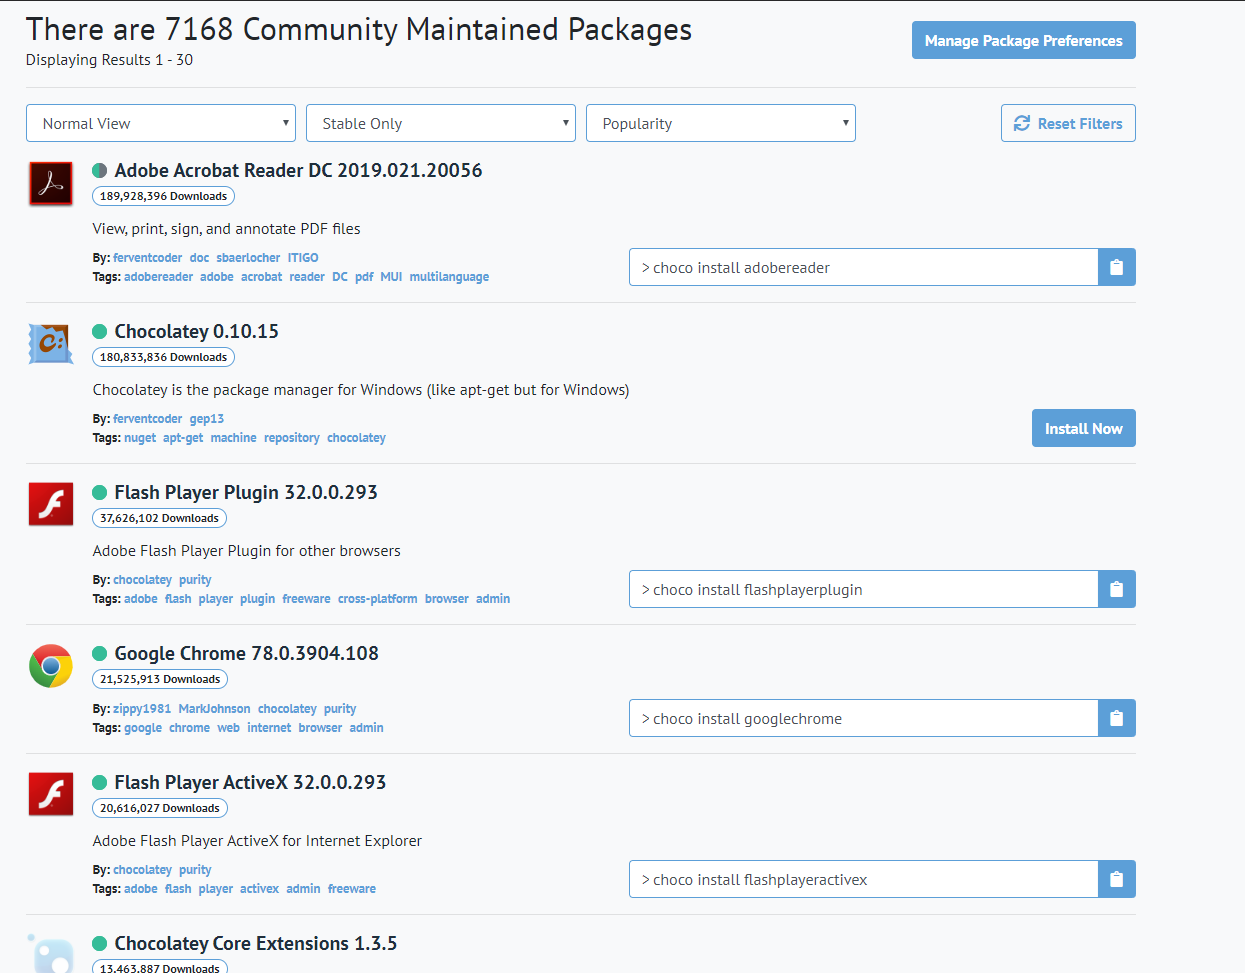 There are 7168 Community Maintained Packages
Manage Package Preferences
Displaying Results 1 - 30
Normal View
Stable Only
Popularity
Reset Filters
Adobe Acrobat Reader DC 2019.021.20056
189,928,396 Downloads
View, print, sign, and annotate PDF files
By: ferventcoder doc sbaerlocher ITIGO
Tags: adobereader adobe acrobat reader DC pdf MUI multilanguage
> choco install adobereader
Chocolatey 0.10.15
180,833,836 Downloads
Chocolatey is the package manager for Windows (like apt-get but for Windows)
By: ferventcoder gep13
Tags: nuget apt-get machine repository chocolatey
Install Now
Flash Player Plugin 32.0.0.293
37,626,102 Downloads
Adobe Flash Player Plugin for other browsers
By: chocolatey purity
Tags: adobe flash player plugin freeware cross-platform browser admin
> choco install flashplayerplugin
Google Chrome 78.0.3904.108
21,525,913 Downloads
By: zippy1981 MarkJohnson chocolatey purity
Tags: google chrome web internet browser admin
> choco install googlechrome
Flash Player ActiveX 32.0.0.293
20,616,027 Downloads
Adobe Flash Player ActiveX for Internet Explorer
By: chocolatey purity
Tags: adobe flash player activex admin freeware
> choco install flashplayeractivex
Chocolatey Core Extensions 1.3.5
13,463,887 Downloads